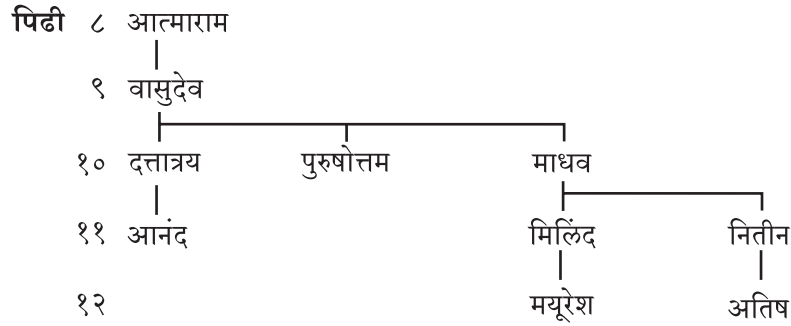 पिढी ८ आत्माराम
९ वासुदेव
१० दत्तात्रय पुरुषोत्तम माधव
११ आनंद मिलिंद नितीन
१२ मयूरेश अतिष